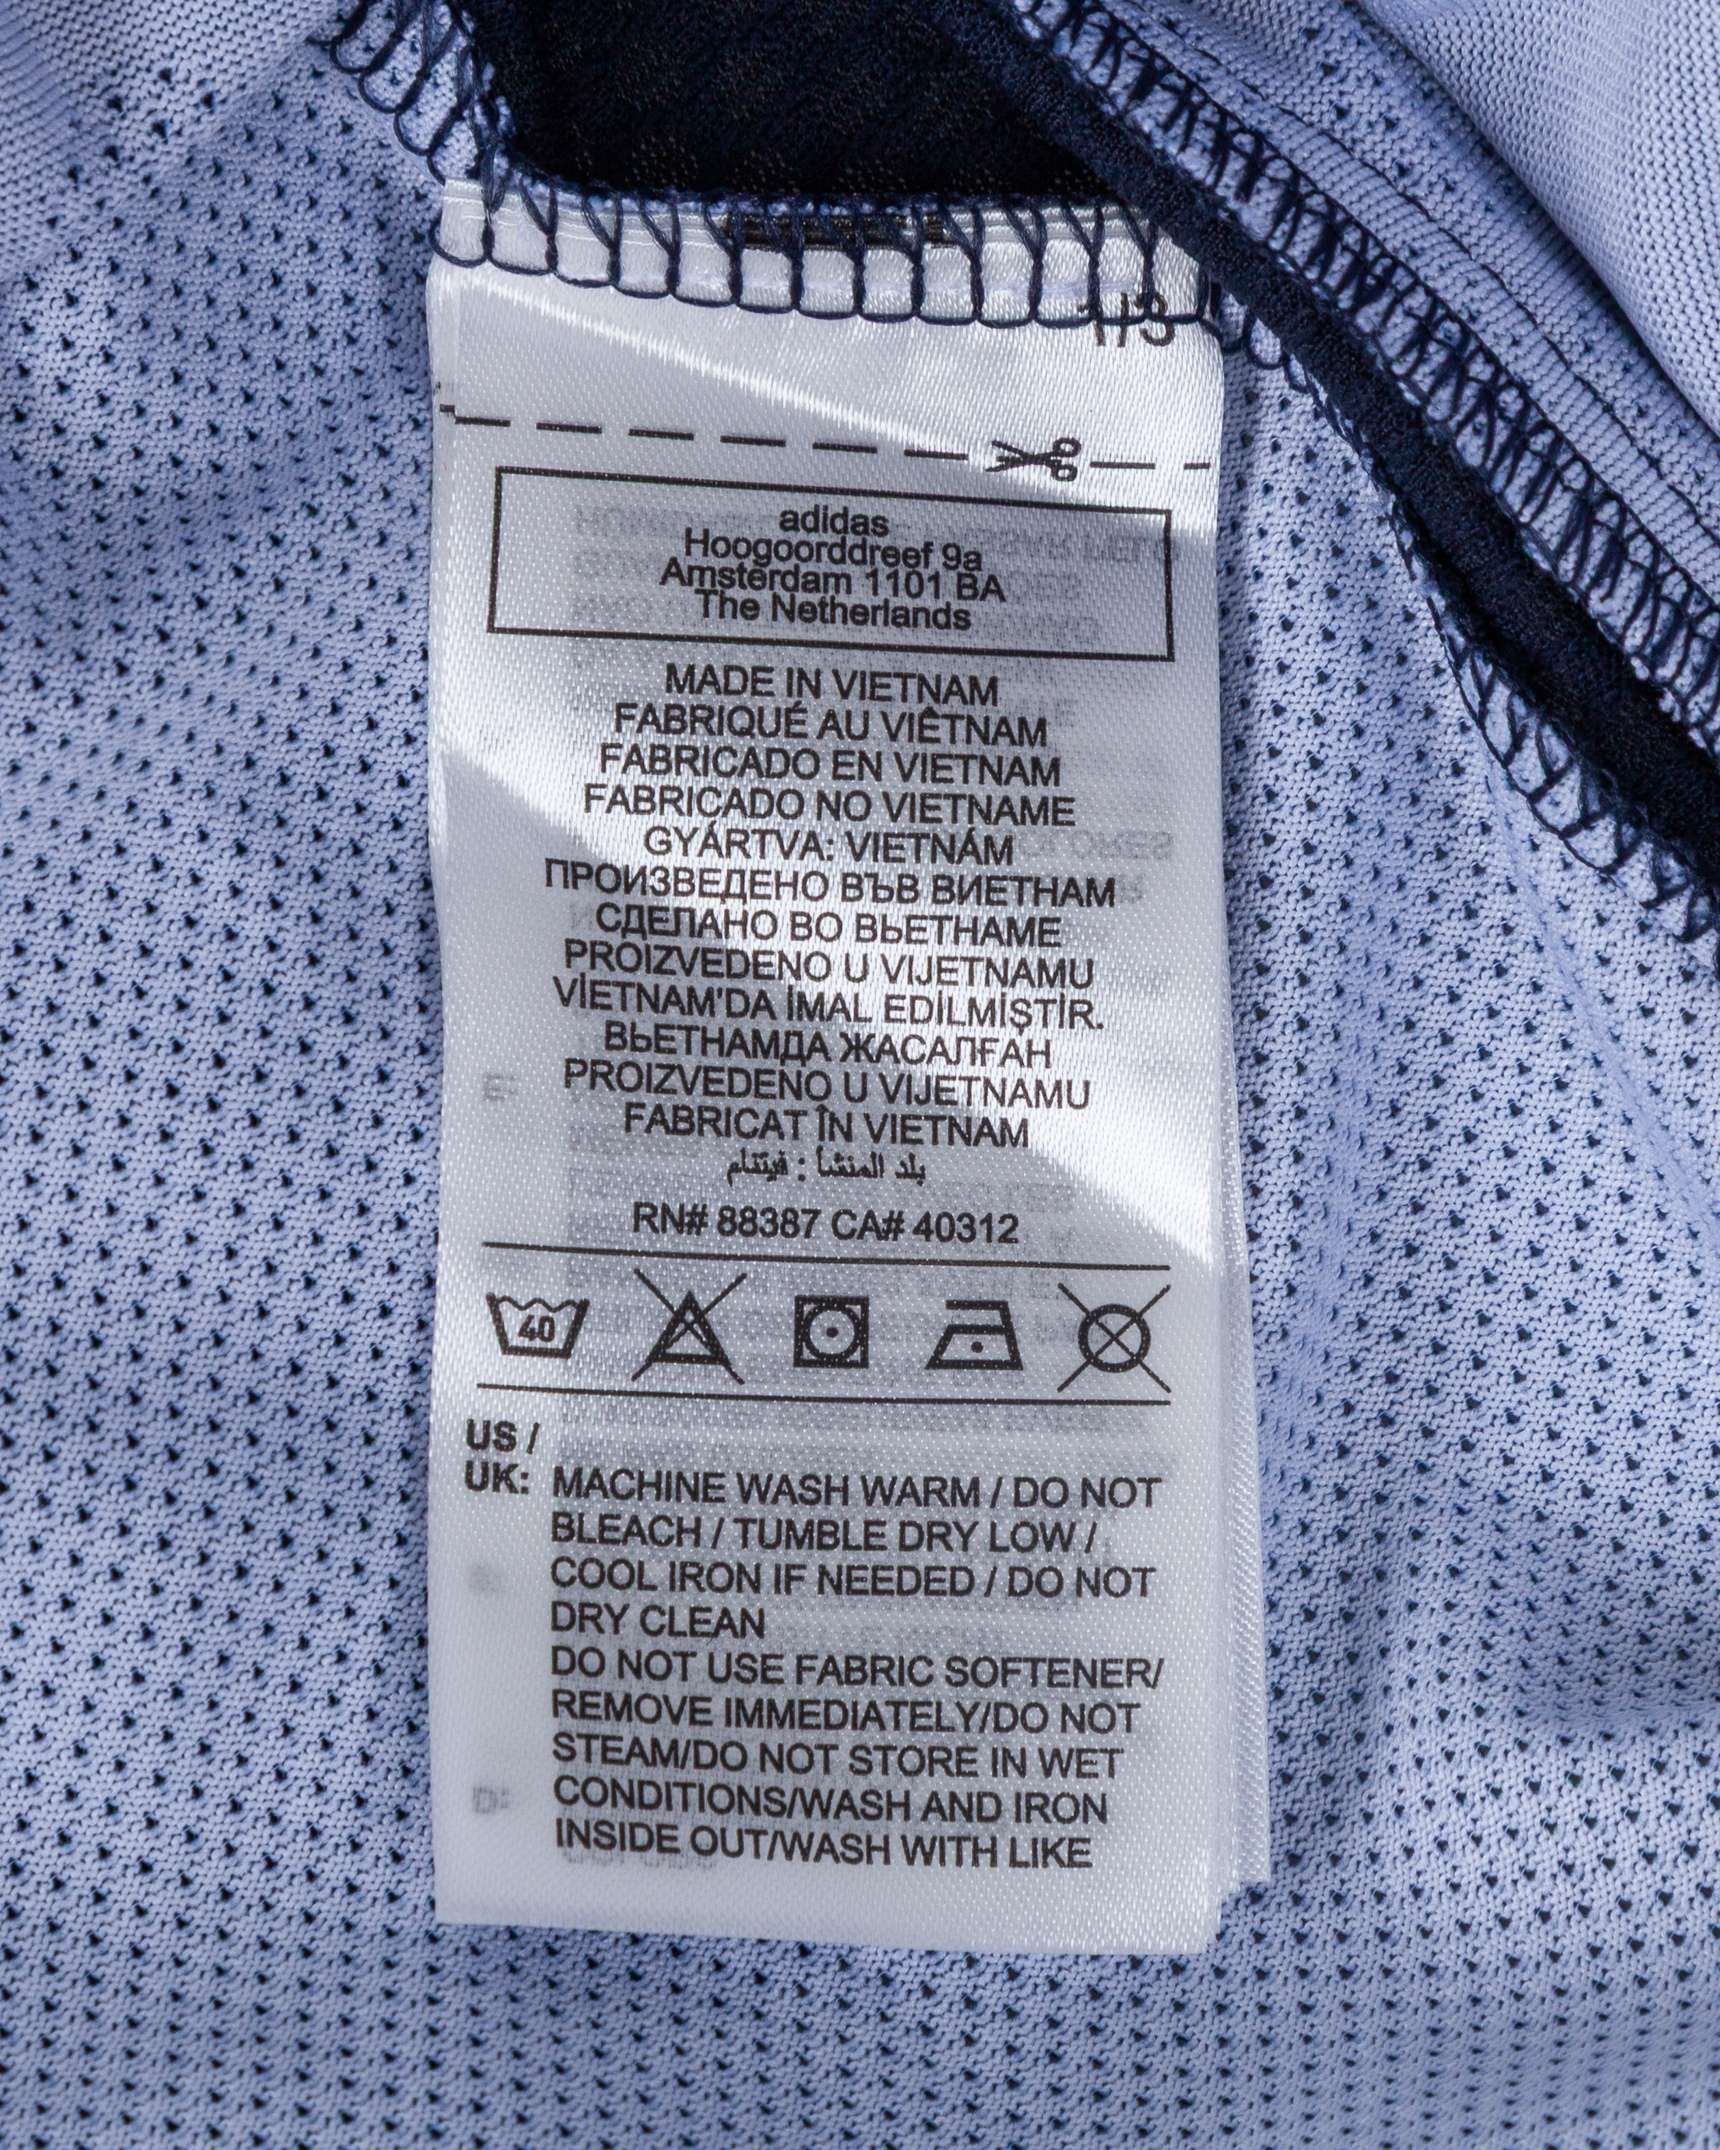 1/3
adidas
Hoogoorddreef 9a
Amsterdam 1101 BA
The Netherlands
MADE IN VIETNAM
FABRIQUÉ AU VIÊTNAM
FABRICADO EN VIETNAM
FABRICADO NO VIETNAME
GYÁRTVA: VIETNÁM
ПРОИЗВЕДЕНО ВЪВ ВИЕТНАМ
СДЕЛАНО ВО ВЬЕТНАМЕ
PROIZVEDENO U VIJETNAMU
VİETNAM'DA İMAL EDİLMİŞTİR.
ВЬЕТНАМДА ЖАСАЛҒАН
PROIZVEDENO U VIJETNAMU
FABRICAT ÎN VIETNAM
بلد المنشأ : فيتنام
RN# 88387 CA# 40312
40
US /
UK: MACHINE WASH WARM / DO NOT
BLEACH / TUMBLE DRY LOW /
COOL IRON IF NEEDED / DO NOT
DRY CLEAN
DO NOT USE FABRIC SOFTENER/
REMOVE IMMEDIATELY/DO NOT
STEAM/DO NOT STORE IN WET
CONDITIONS/WASH AND IRON
INSIDE OUT/WASH WITH LIKE